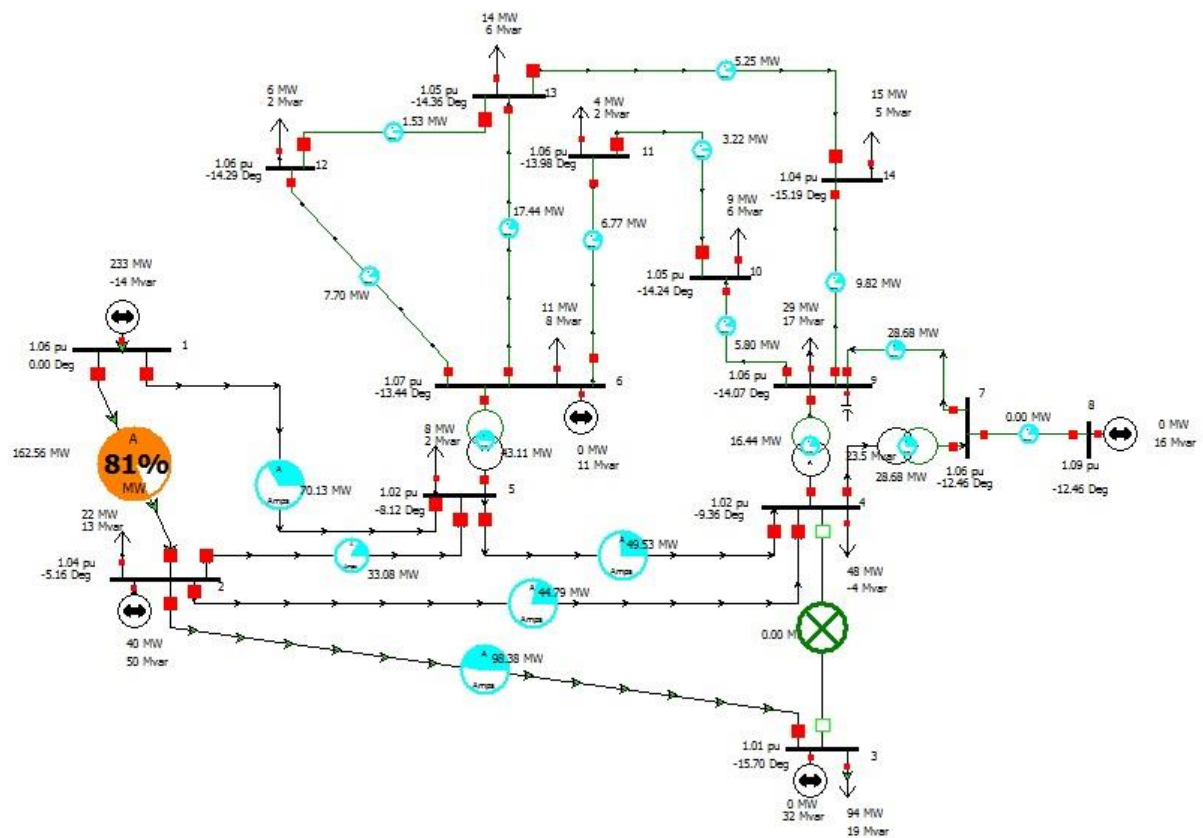 14 MW
6 Mvar
5.25 MW
1.05 pu
-14.36 Deg
13
6 MW
2 Mvar
1.53 MW
4 MW
2 Mvar
3.22 MW
15 MW
5 Mvar
1.06 pu
-14.29 Deg
12
1.06 pu
-13.98 Deg
11
1.04 pu
-15.19 Deg
14
17.44 MW
6.77 MW
9 MW
6 Mvar
233 MW
-14 Mvar
7.70 MW
1.05 pu
-14.24 Deg
10
9.82 MW
11 MW
8 Mvar
29 MW
17 Mvar
5.80 MW
28.68 MW
1.06 pu
0.00 Deg
1
1.07 pu
-13.44 Deg
6
1.06 pu
-14.07 Deg
9
7
8
0.00 MW
0 MW
16 Mvar
162.56 MW
A
81%
MW
8 MW
2 Mvar
43.11 MW
0 MW
11 Mvar
16.44 MW
23.5 Mvar
28.68 MW
1.06 pu
-12.46 Deg
1.09 pu
-12.46 Deg
A
70.13 MW
Amps
1.02 pu
-8.12 Deg
5
1.02 pu
-9.36 Deg
4
22 MW
13 Mvar
1.04 pu
-5.16 Deg
2
33.08 MW
A
49.53 MW
Amps
48 MW
-4 Mvar
A
44.79 MW
Amps
40 MW
50 Mvar
0.00 M
A
98.38 MW
Amps
1.01 pu
-15.70 Deg
3
0 MW
32 Mvar
94 MW
19 Mvar